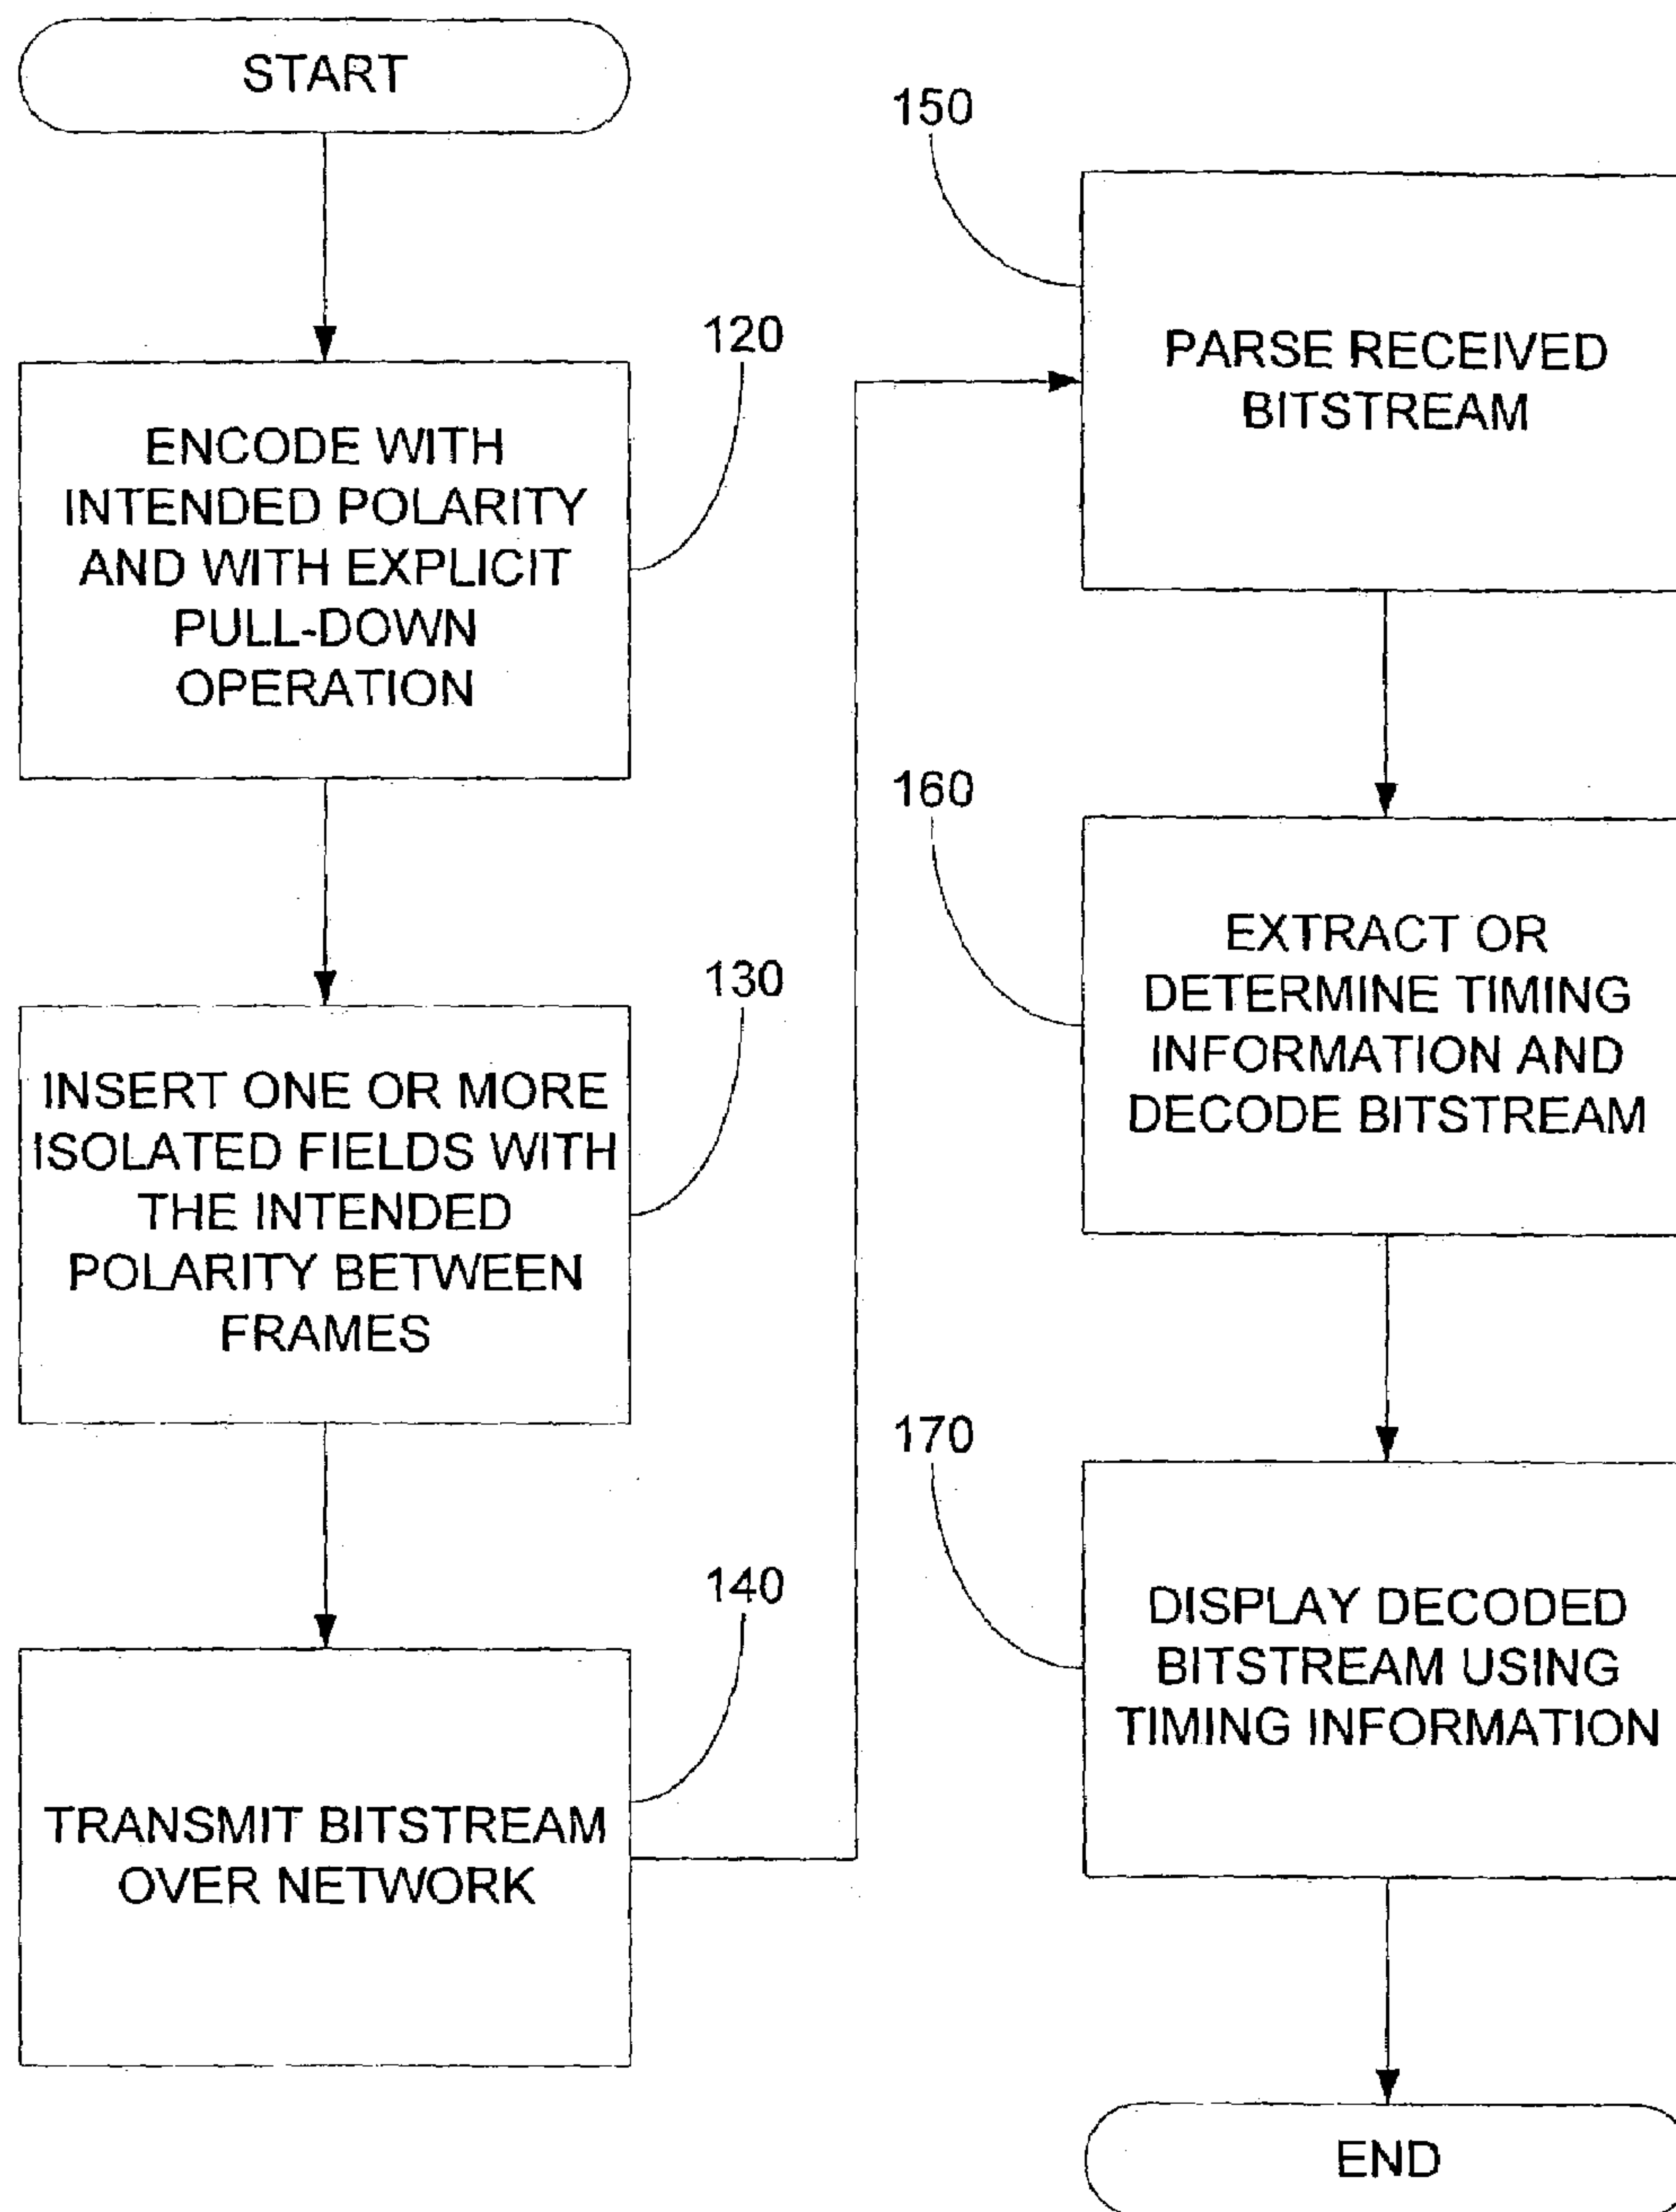 START
120
ENCODE WITH
INTENDED POLARITY
AND WITH EXPLICIT
PULL-DOWN
OPERATION
130
INSERT ONE OR MORE
ISOLATED FIELDS WITH
THE INTENDED
POLARITY BETWEEN
FRAMES
140
TRANSMIT BITSTREAM
OVER NETWORK
150
PARSE RECEIVED
BITSTREAM
160
EXTRACT OR
DETERMINE TIMING
INFORMATION AND
DECODE BITSTREAM
170
DISPLAY DECODED
BITSTREAM USING
TIMING INFORMATION
END